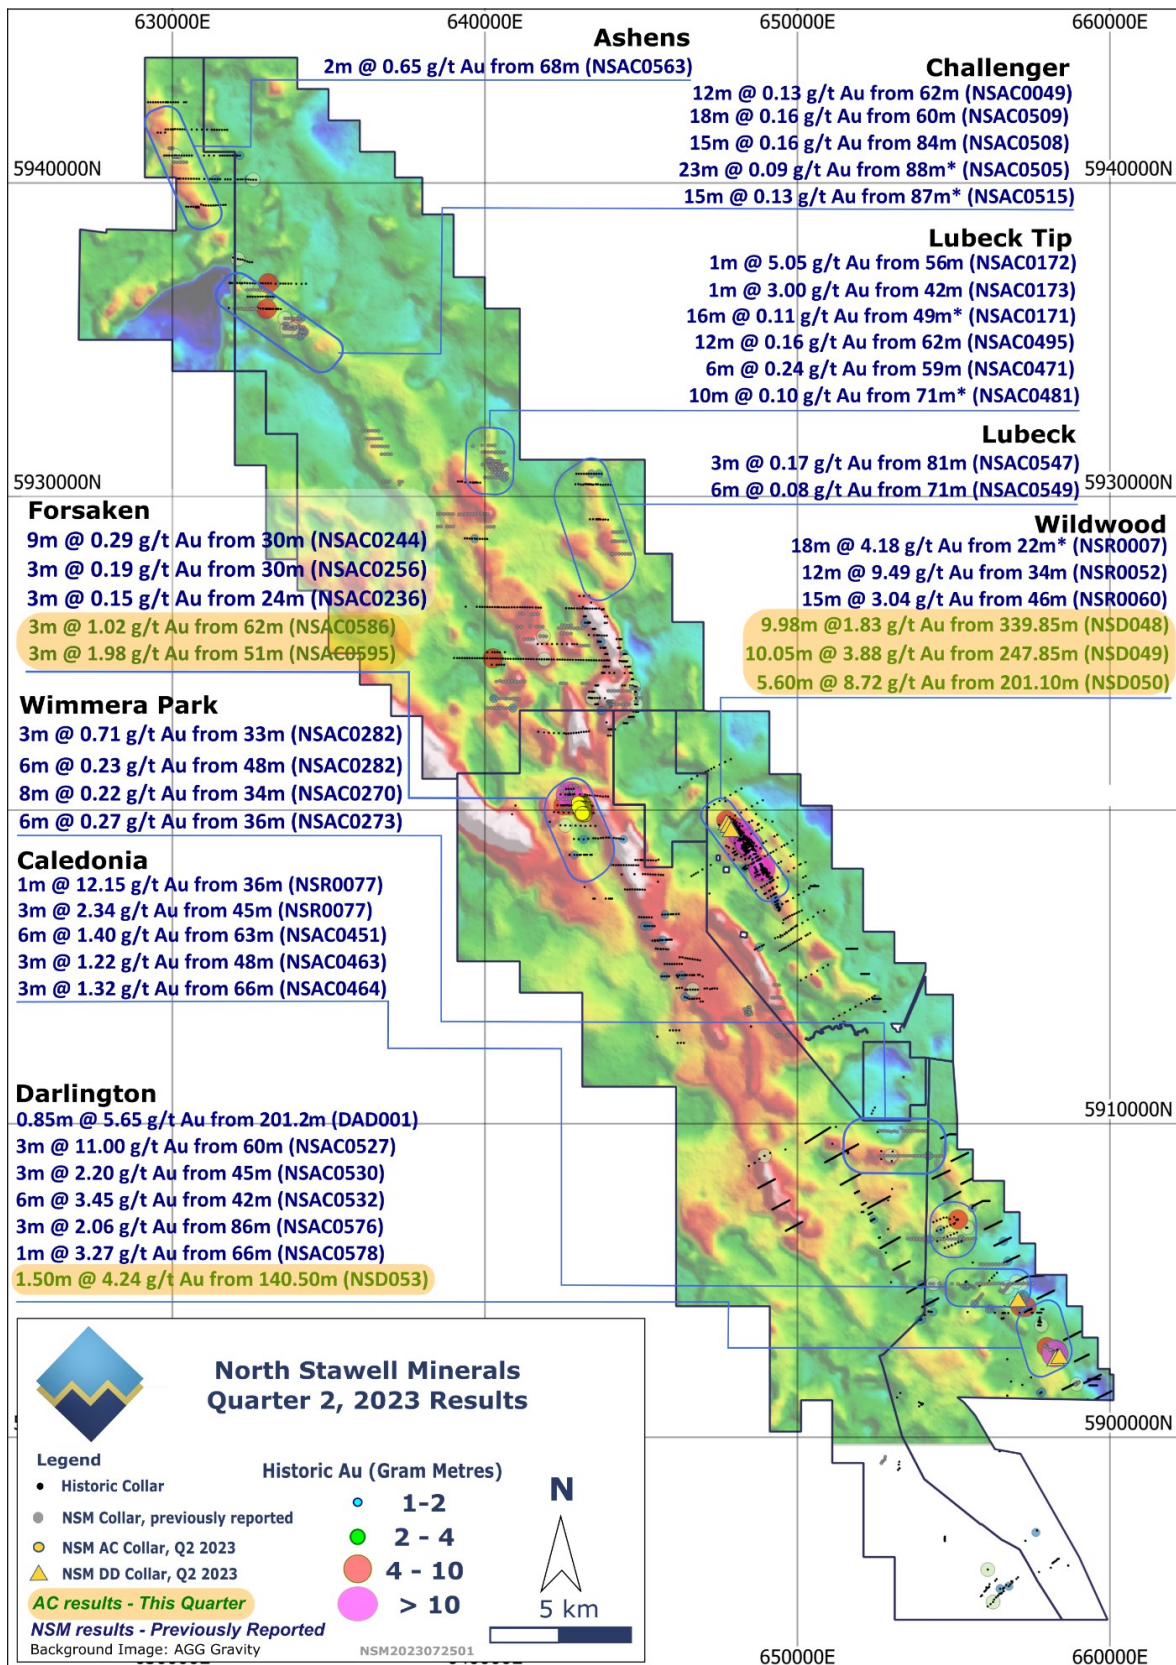 630000E
640000E
650000E
660000E
Ashens
2m @ 0.65 g/t Au from 68m (NSAC0563)
Challenger
12m @ 0.13 g/t Au from 62m (NSAC0049)
18m @ 0.16 g/t Au from 60m (NSAC0509)
15m @ 0.16 g/t Au from 84m (NSAC0508)
23m @ 0.09 g/t Au from 88m* (NSAC0505)
15m @ 0.13 g/t Au from 87m* (NSAC0515)
5940000N
5940000N
Lubeck Tip
1m @ 5.05 g/t Au from 56m (NSAC0172)
1m @ 3.00 g/t Au from 42m (NSAC0173)
16m @ 0.11 g/t Au from 49m* (NSAC0171)
12m @ 0.16 g/t Au from 62m (NSAC0495)
6m @ 0.24 g/t Au from 59m (NSAC0471)
10m @ 0.10 g/t Au from 71m* (NSAC0481)
Lubeck
3m @ 0.17 g/t Au from 81m (NSAC0547)
6m @ 0.08 g/t Au from 71m (NSAC0549)
5930000N
5930000N
Forsaken
9m @ 0.29 g/t Au from 30m (NSAC0244)
3m @ 0.19 g/t Au from 30m (NSAC0256)
3m @ 0.15 g/t Au from 24m (NSAC0236)
3m @ 1.02 g/t Au from 62m (NSAC0586)
3m @ 1.98 g/t Au from 51m (NSAC0595)
Wildwood
18m @ 4.18 g/t Au from 22m* (NSR0007)
12m @ 9.49 g/t Au from 34m (NSR0052)
15m @ 3.04 g/t Au from 46m (NSR0060)
9.98m @1.83 g/t Au from 339.85m (NSD048)
10.05m @ 3.88 g/t Au from 247.85m (NSD049)
5.60m @ 8.72 g/t Au from 201.10m (NSD050)
Wimmera Park
3m @ 0.71 g/t Au from 33m (NSAC0282)
6m @ 0.23 g/t Au from 48m (NSAC0282)
8m @ 0.22 g/t Au from 34m (NSAC0270)
6m @ 0.27 g/t Au from 36m (NSAC0273)
Caledonia
1m @ 12.15 g/t Au from 36m (NSR0077)
3m @ 2.34 g/t Au from 45m (NSR0077)
6m @ 1.40 g/t Au from 63m (NSAC0451)
3m @ 1.22 g/t Au from 48m (NSAC0463)
3m @ 1.32 g/t Au from 66m (NSAC0464)
Darlington
0.85m @ 5.65 g/t Au from 201.2m (DAD001)
3m @ 11.00 g/t Au from 60m (NSAC0527)
3m @ 2.20 g/t Au from 45m (NSAC0530)
6m @ 3.45 g/t Au from 42m (NSAC0532)
3m @ 2.06 g/t Au from 86m (NSAC0576)
1m @ 3.27 g/t Au from 66m (NSAC0578)
1.50m @ 4.24 g/t Au from 140.50m (NSD053)
5910000N
5900000N
North Stawell Minerals
Quarter 2, 2023 Results
Legend
Historic Collar
NSM Collar, previously reported
NSM AC Collar, Q2 2023
NSM DD Collar, Q2 2023
AC results - This Quarter
NSM results - Previously Reported
Background Image: AGG Gravity
Historic Au (Gram Metres)
1-2
2 - 4
4 - 10
> 10
N
5 km
NSM2023072501
650000E
660000E